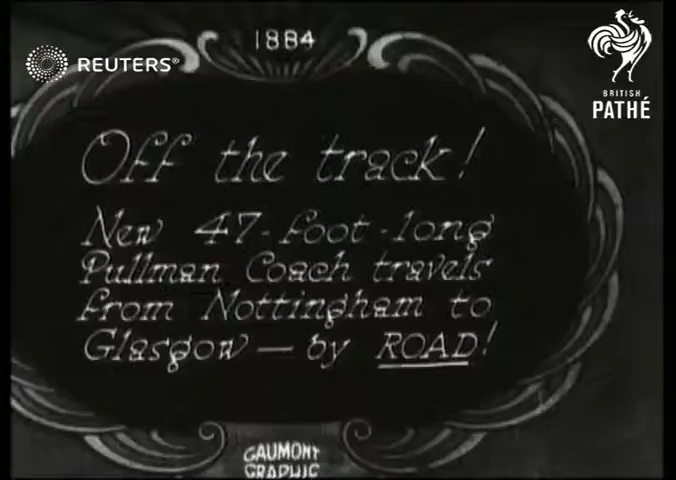 1884
REUTERS®
BRITISH
PATHÉ
Off the track!
New 47-foot-long
Pullman Coach travels
from Nottingham to
Glasgow — by ROAD!
GAUMONT
GRAPHIC